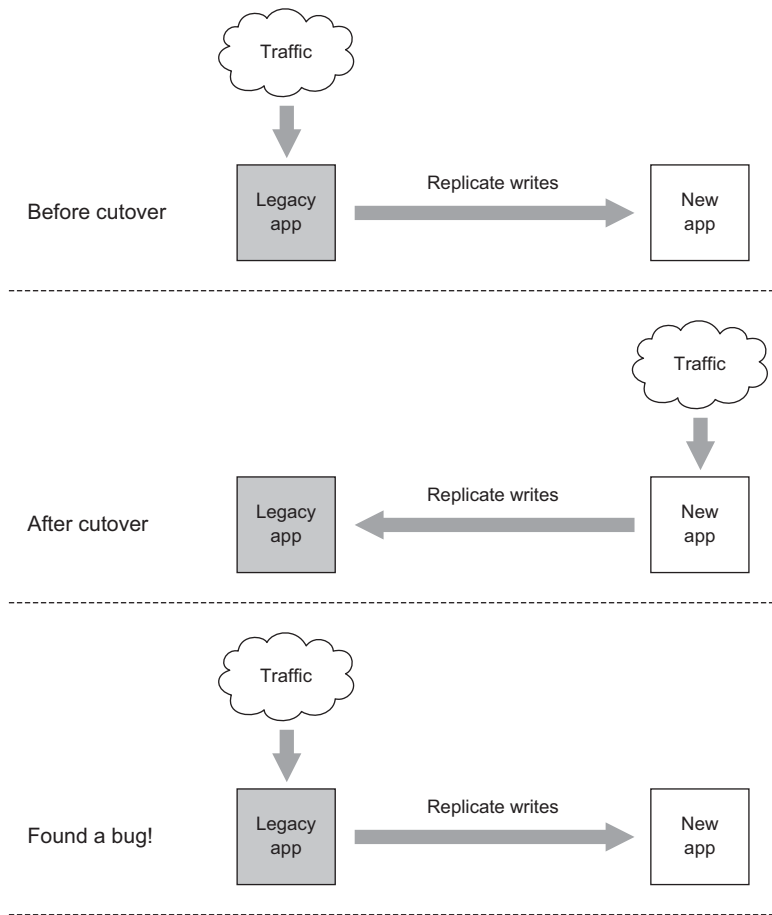 Traffic
Before cutover
Legacy
app
Replicate writes
New
app
Traffic
After cutover
Legacy
app
Replicate writes
New
app
Traffic
Found a bug!
Legacy
app
Replicate writes
New
app